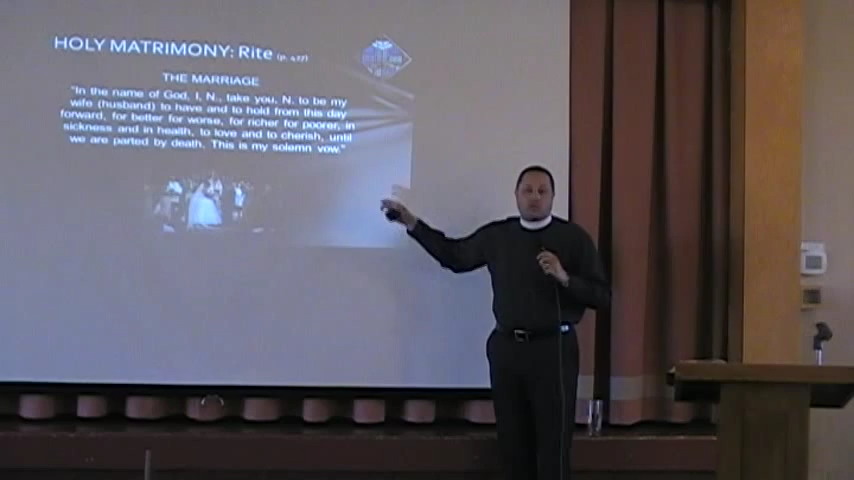 HOLY MATRIMONY: Rite (p. 427)
THE MARRIAGE
"In the name of God, I, N., take you, N. to be my
wife (husband) to have and to hold from this day
forward, for better for worse, for richer for poorer, in
sickness and in health, to love and to cherish, until
we are parted by death. This is my solemn vow."